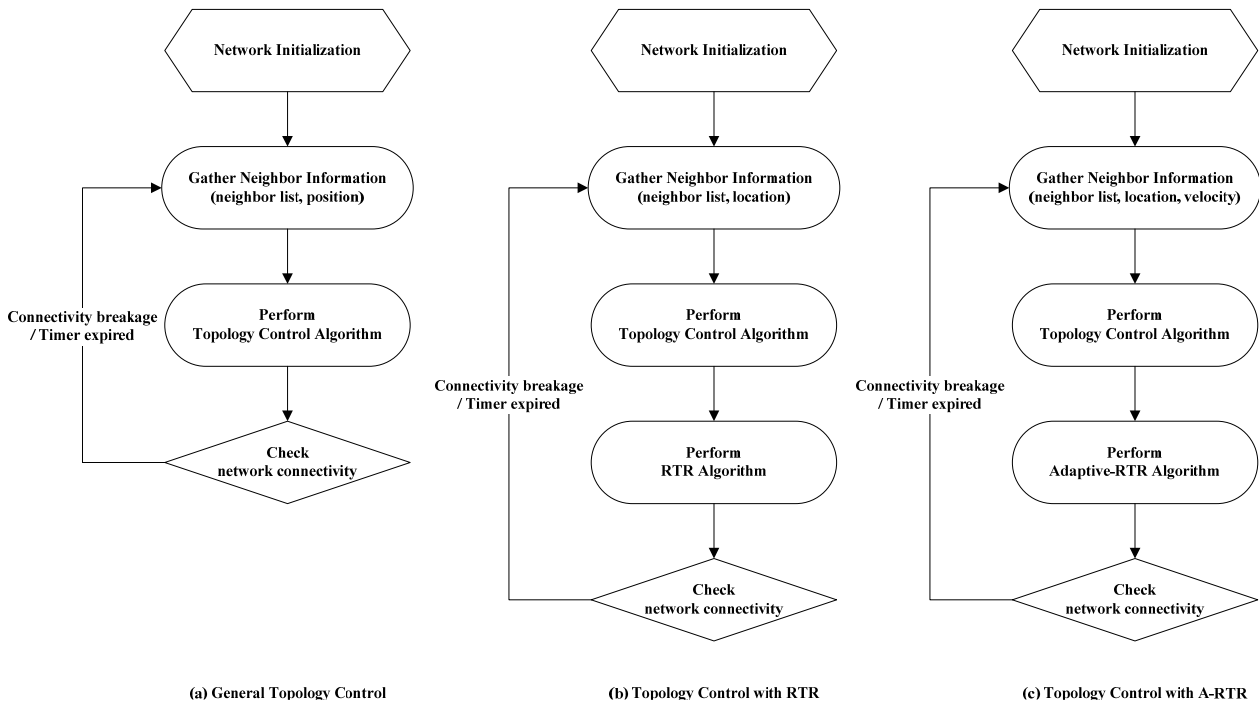 Network Initialization
Gather Neighbor Information
(neighbor list, position)
Perform
Topology Control Algorithm
Connectivity breakage
/ Timer expired
Check
network connectivity
(a) General Topology Control
Network Initialization
Gather Neighbor Information
(neighbor list, location)
Perform
Topology Control Algorithm
Connectivity breakage
/ Timer expired
Perform
RTR Algorithm
Check
network connectivity
(b) Topology Control with RTR
Network Initialization
Gather Neighbor Information
(neighbor list, location, velocity)
Perform
Topology Control Algorithm
Connectivity breakage
/ Timer expired
Perform
Adaptive-RTR Algorithm
Check
network connectivity
(c) Topology Control with A-RTR